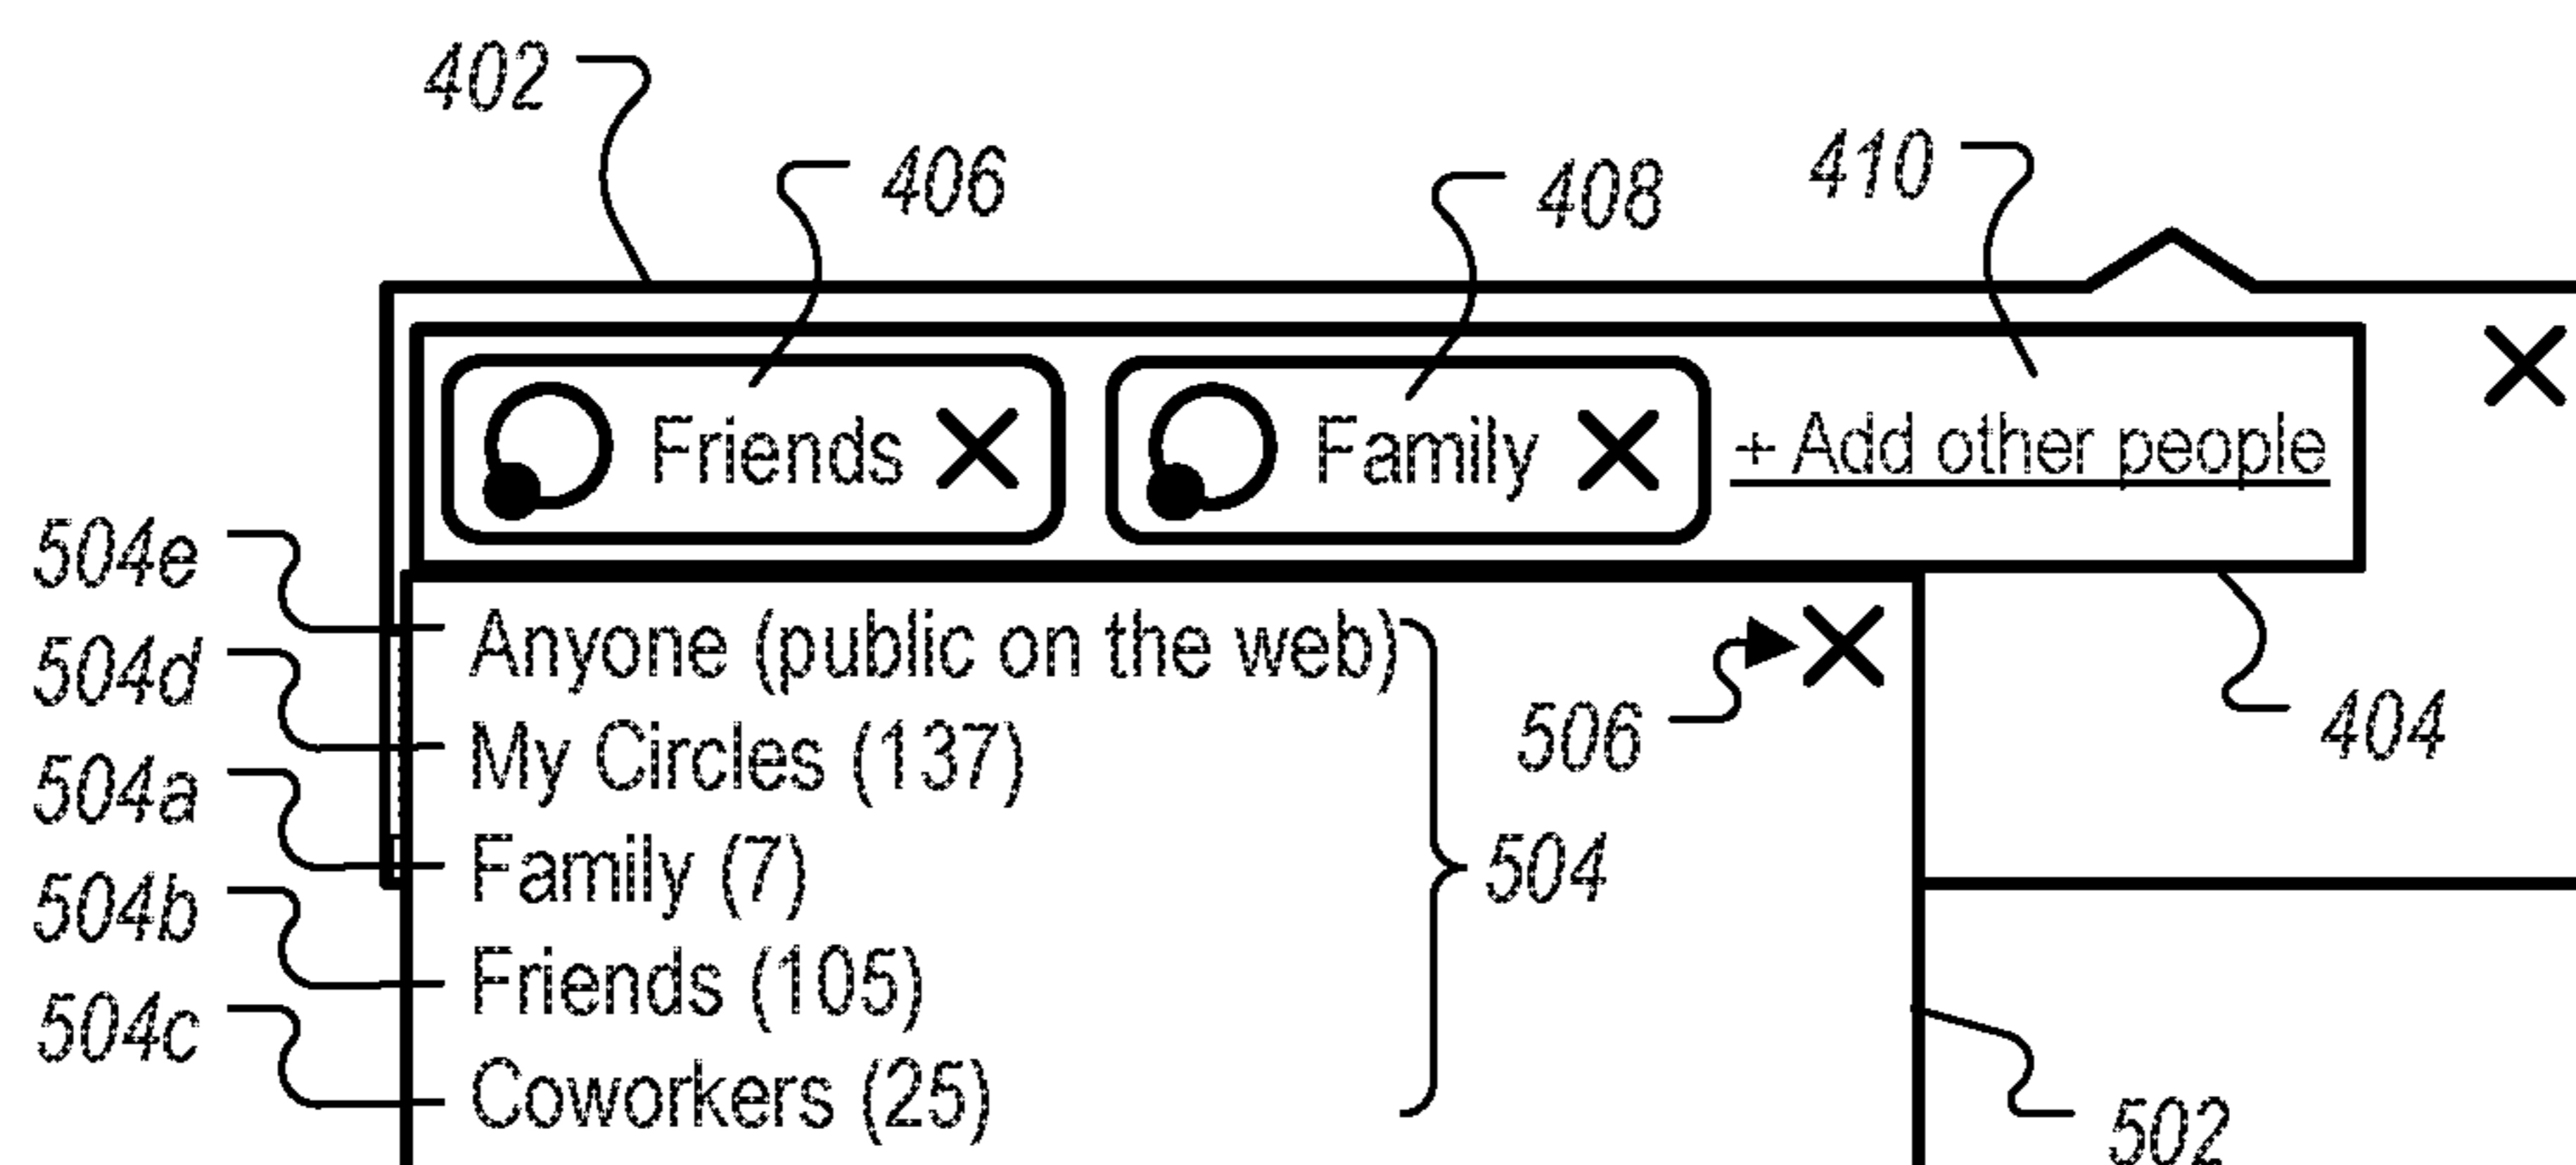 402
406
408
410
Friends
Family
+ Add other people
504e
Anyone (public on the web)
504d
My Circles (137)
506
404
504a
Family (7)
504
504b
Friends (105)
504c
Coworkers (25)
502